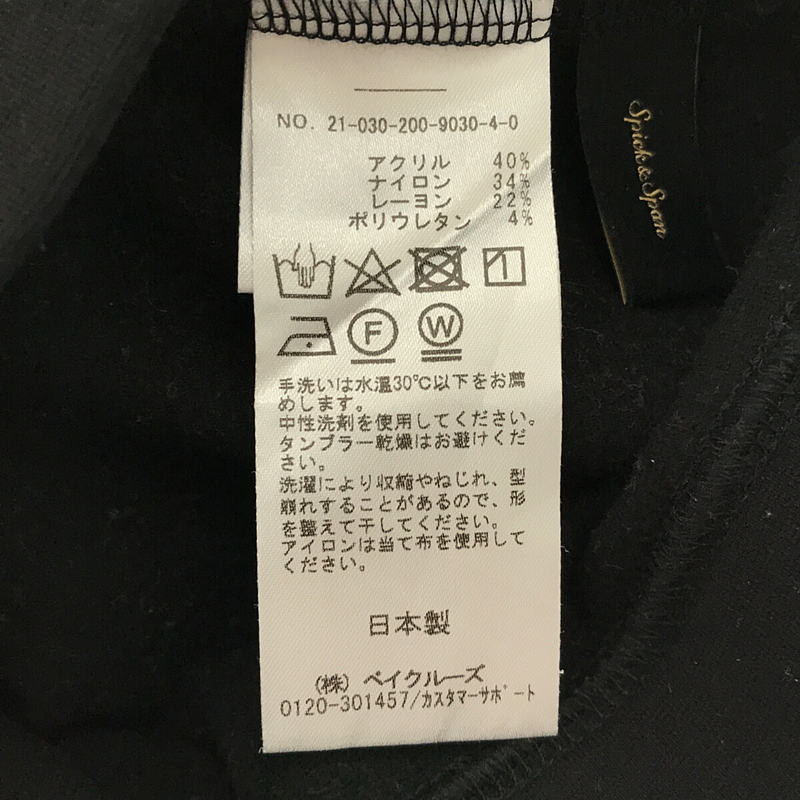 NO. 21-030-200-9030-4-0
アクリル 40%
ナイロン 34%
レーヨン 22%
ポリウレタン 4%
1
F
W
手洗いは水温30℃以下をお薦
めします。
中性洗剤を使用してください。
タンブラー乾燥はお避けくだ
さい。
洗濯により収縮やねじれ、型
崩れすることがあるので、形
を整えて干してください。
アイロンは当て布を使用して
ください。
日本製
(株) ベイクルーズ
0120-301457/カスタマーサポート
Spick & Span